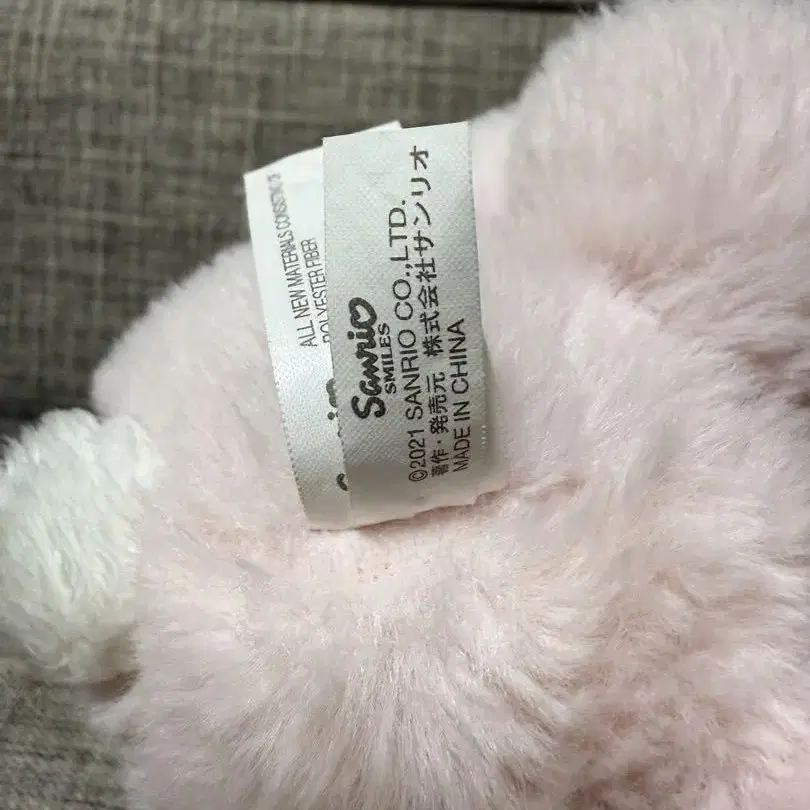 ALL NEW MATERIALS CONSISTING OF
POLYESTER FIBER
Sanrio
SMILES
©2021 SANRIO CO.,LTD.
著作・発売元 株式会社サンリオ
MADE IN CHINA